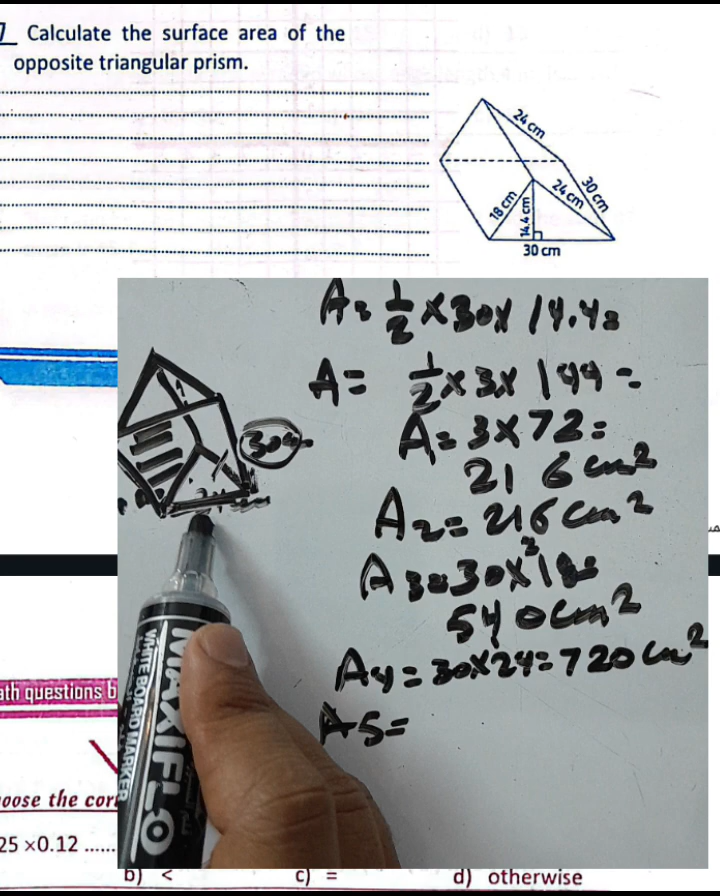 7 Calculate the surface area of the
opposite triangular prism.
24 cm
30 cm
24 cm
18 cm
14.4 cm
30 cm
A= 1/2 × 30 × 14.4=
A= 1/2 × 3 × 144 =
A= 3 × 72 =
216 cm²
A2 = 216 cm²
A3=30×18=
540 cm²
A4 = 30×24=720 cm²
A5=
MAXIFLO
WHITE BOARD MARKER
ath questions b
oose the cor
25 ×0.12 ......
b) <
c) =
d) otherwise